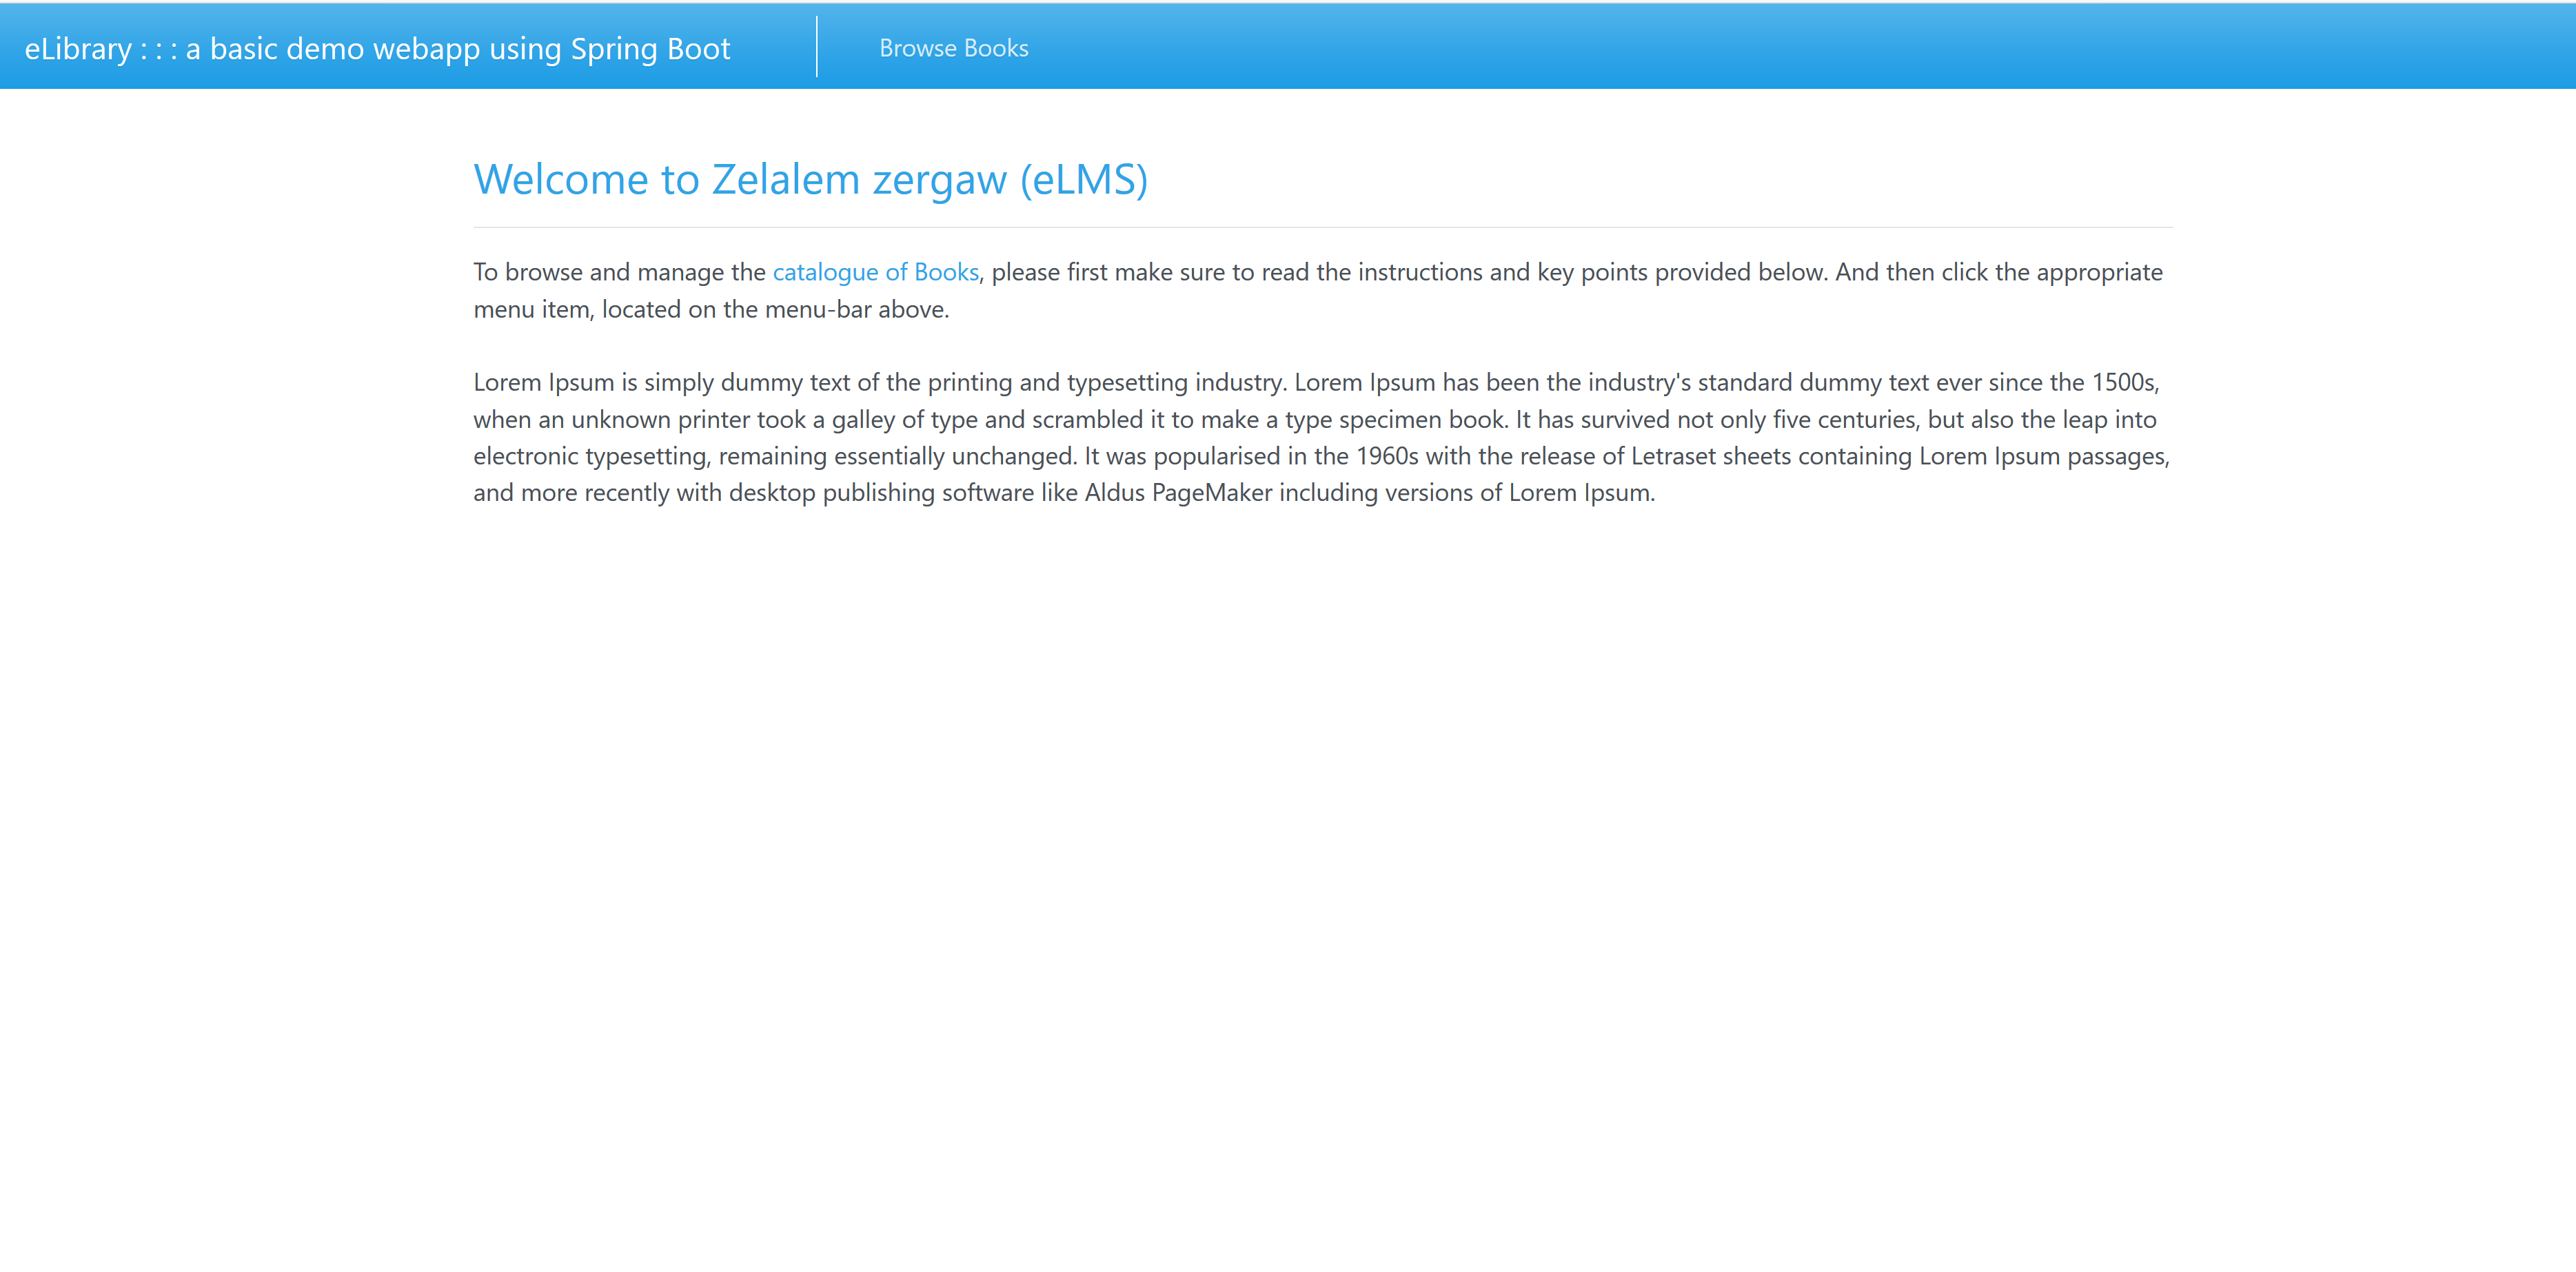 eLibrary : : : a basic demo webapp using Spring Boot
Browse Books
Welcome to Zelalem zergaw (eLMS)
To browse and manage the catalogue of Books, please first make sure to read the instructions and key points provided below. And then click the appropriate
menu item, located on the menu-bar above.
Lorem Ipsum is simply dummy text of the printing and typesetting industry. Lorem Ipsum has been the industry's standard dummy text ever since the 1500s,
when an unknown printer took a galley of type and scrambled it to make a type specimen book. It has survived not only five centuries, but also the leap into
electronic typesetting, remaining essentially unchanged. It was popularised in the 1960s with the release of Letraset sheets containing Lorem Ipsum passages,
and more recently with desktop publishing software like Aldus PageMaker including versions of Lorem Ipsum.